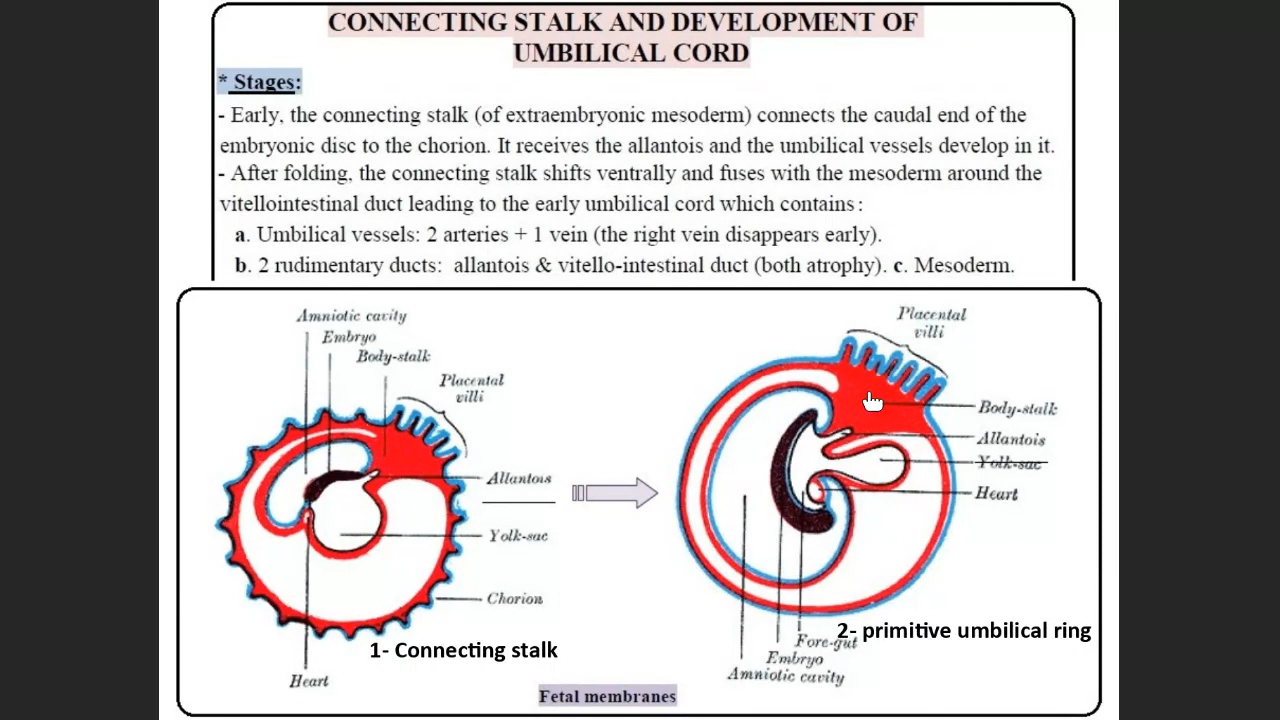 CONNECTING STALK AND DEVELOPMENT OF
UMBILICAL CORD
* Stages:
- Early, the connecting stalk (of extraembryonic mesoderm) connects the caudal end of the
embryonic disc to the chorion. It receives the allantois and the umbilical vessels develop in it.
- After folding, the connecting stalk shifts ventrally and fuses with the mesoderm around the
vitellointestinal duct leading to the early umbilical cord which contains:
a. Umbilical vessels: 2 arteries + 1 vein (the right vein disappears early).
b. 2 rudimentary ducts: allantois & vitello-intestinal duct (both atrophy). c. Mesoderm.
Amniotic cavity
Embryo
Body-stalk
Placental
villi
Allantois
Yolk-sac
Chorion
Heart
1- Connecting stalk
Placental
villi
Body-stalk
Allantois
Yolk-sac
Heart
2- primitive umbilical ring
Fore-gut
Embryo
Amniotic cavity
Fetal membranes